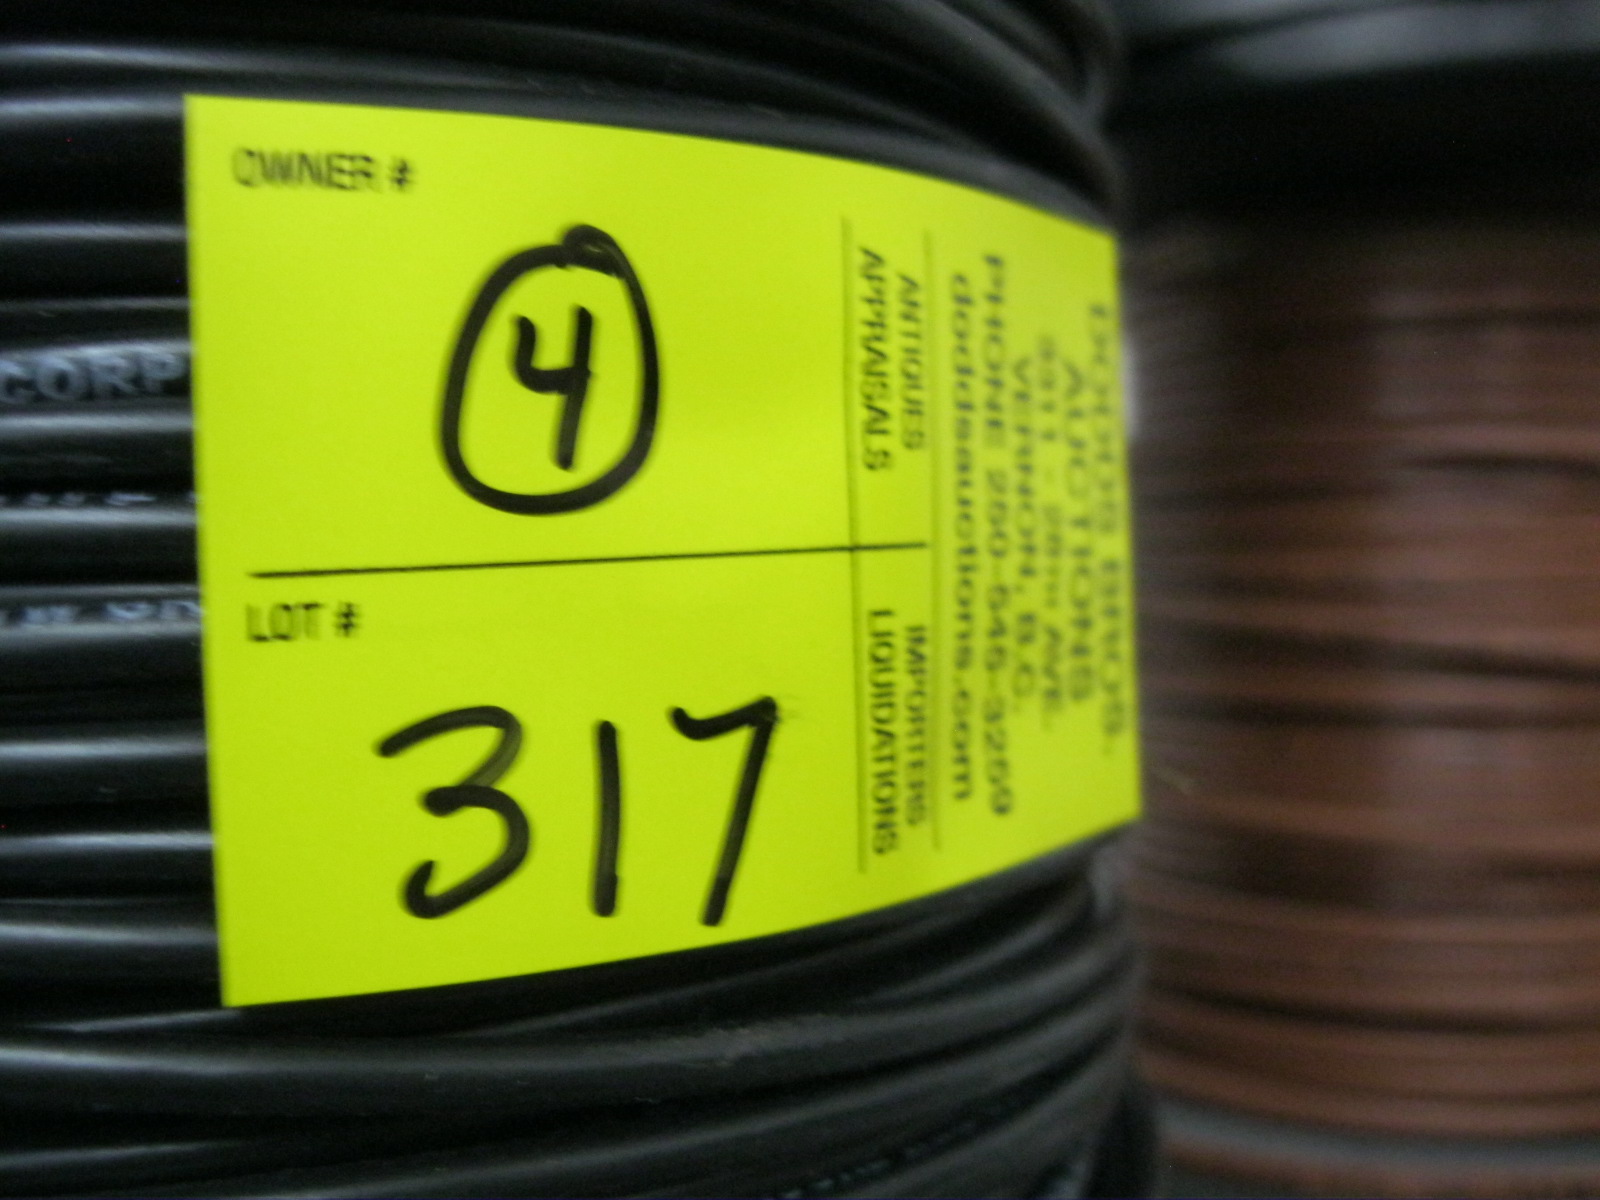 OWNER #
4
LOT #
317
DODDS BROS.
AUCTIONS
VERNON, B.C.
PHONE 250-545-3259
doddsauctions.com
ANTIQUES
APPRAISALS
IMPORTERS
LIQUIDATIONS
CORP